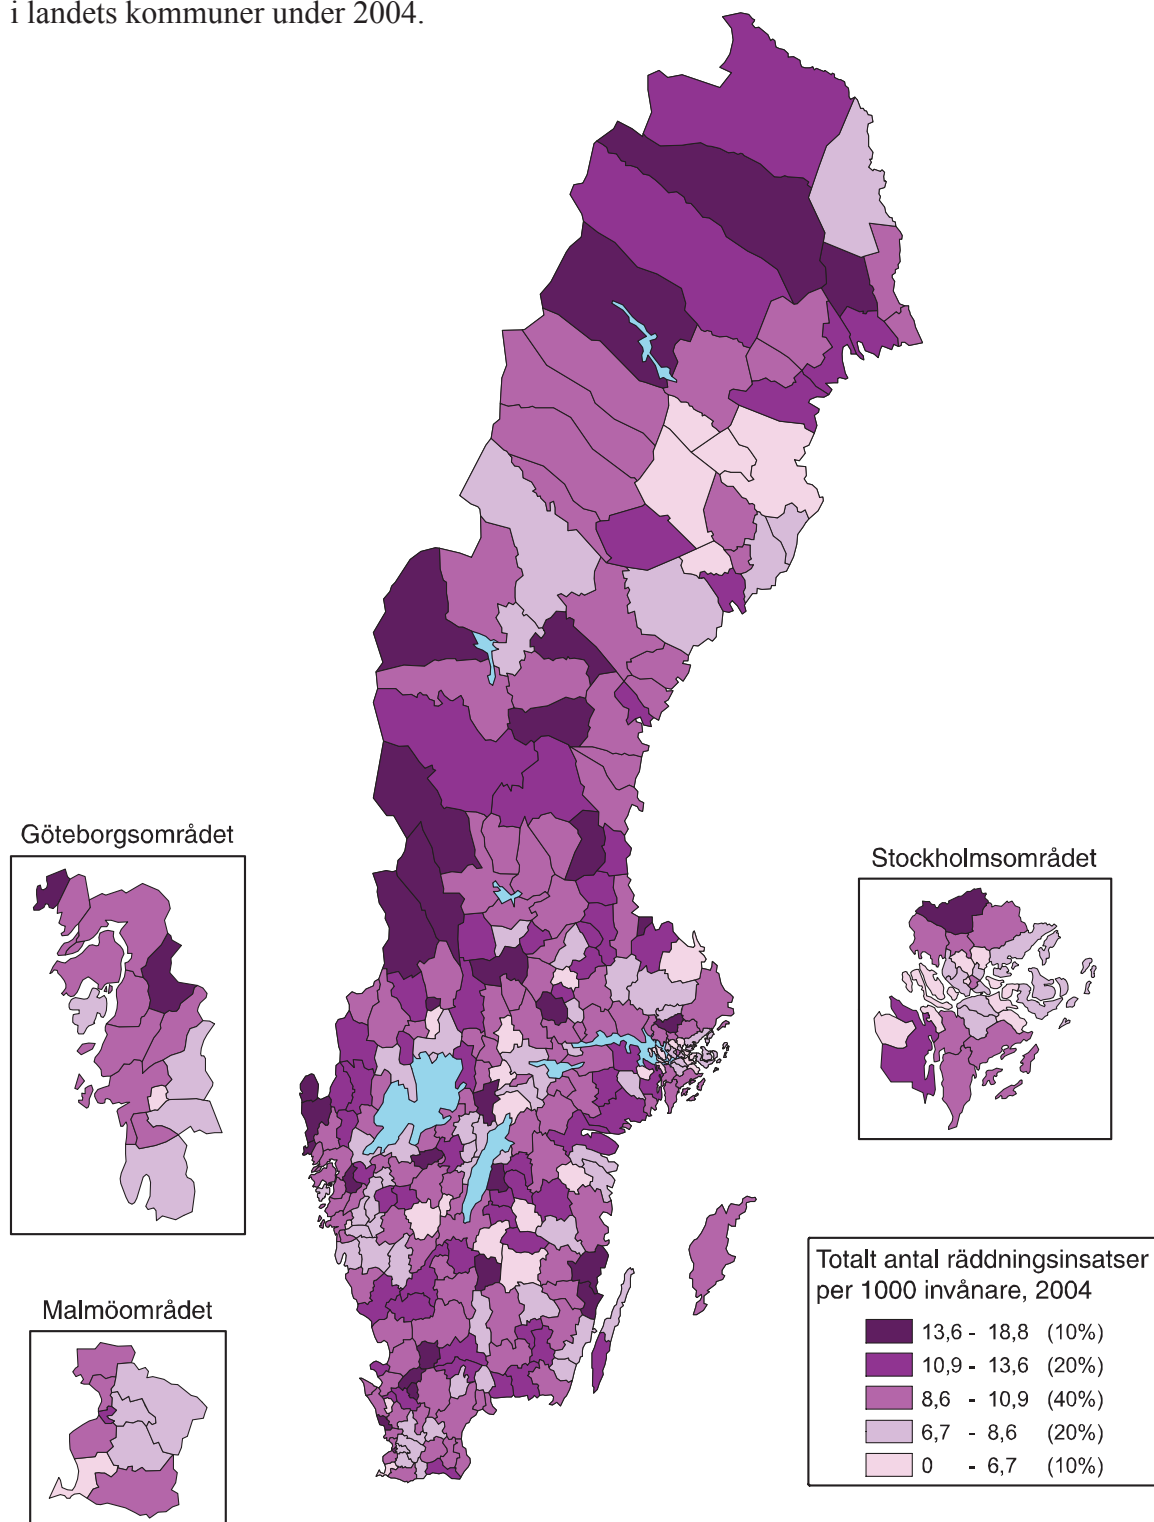 i landets kommuner under 2004.
Göteborgsområdet
Stockholmsområdet
Malmöområdet
Totalt antal räddningsinsatser
per 1000 invånare, 2004
13,6 - 18,8 (10%)
10,9 - 13,6 (20%)
8,6 - 10,9 (40%)
6,7 - 8,6 (20%)
0 - 6,7 (10%)